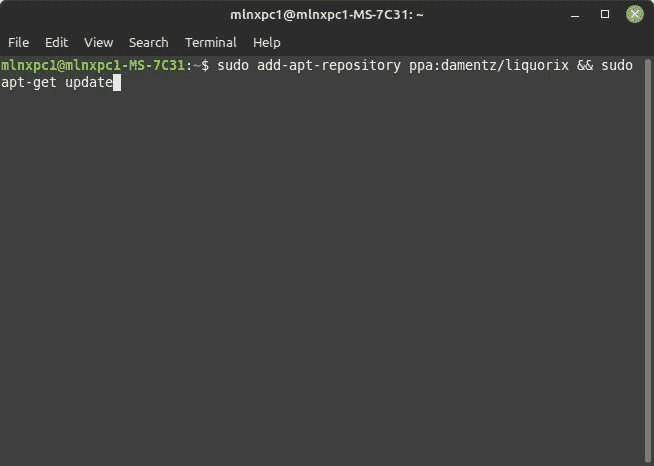 mlnxpc1@mlnxpc1-MS-7C31: ~
File Edit View Search Terminal Help
mlnxpc1@mlnxpc1-MS-7C31:~$ sudo add-apt-repository ppa:damentz/liquorix && sudo
apt-get update